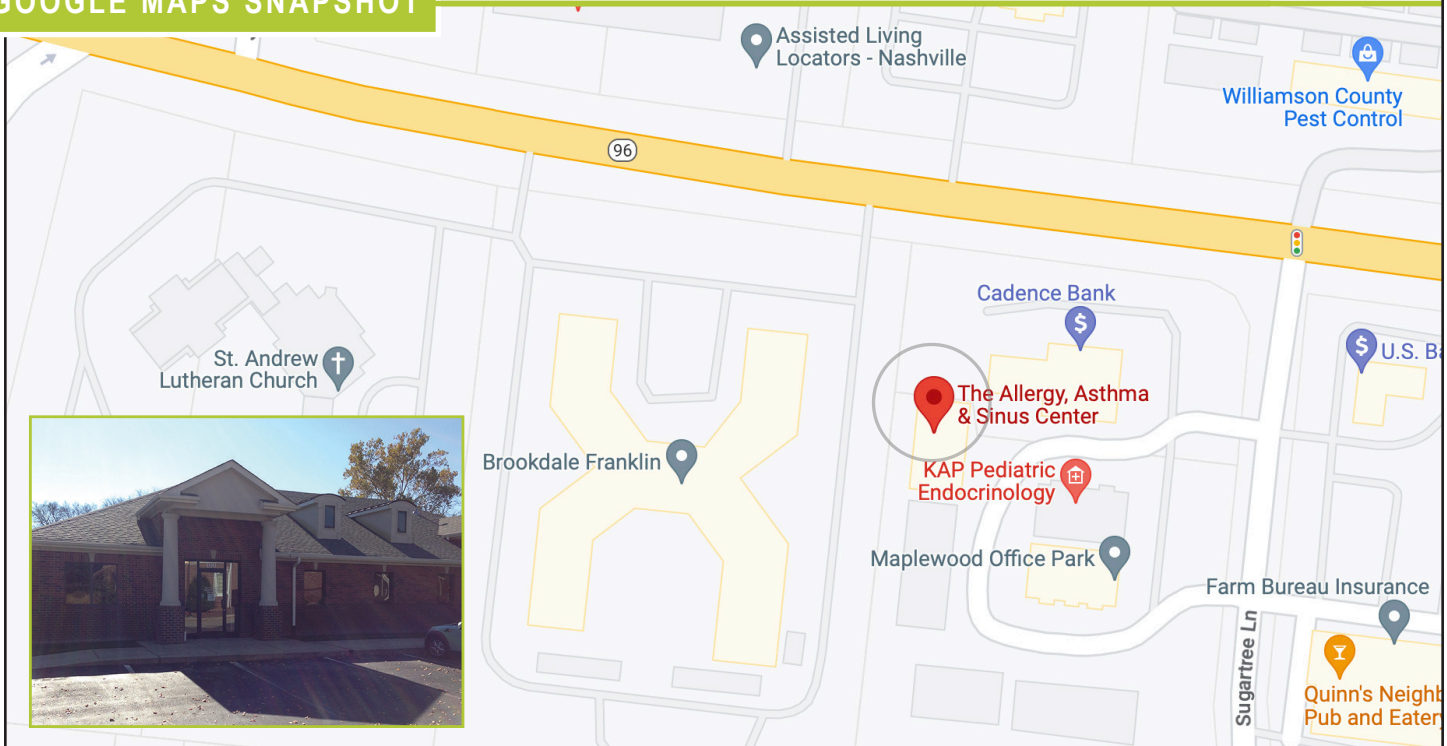 GOOGLE MAPS SNAPSHOT
Assisted Living
Locators - Nashville
Williamson County
Pest Control
96
Cadence Bank
St. Andrew
Lutheran Church
U.S.
The Allergy, Asthma
& Sinus Center
Brookdale Franklin
KAP Pediatric
Endocrinology
Maplewood Office Park
Farm Bureau Insurance
Sugartree Ln
Quinn's
Pub and